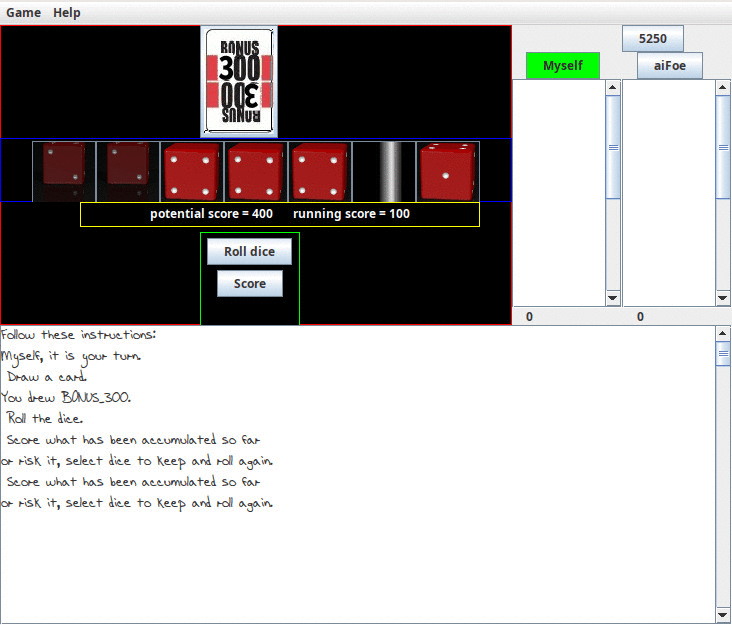 Game Help
BONUS
300
300
BONUS
5250
Myself aiFoe
potential score = 400 running score = 100
Roll dice
Score
0 0
Follow these instructions:
Myself, it is your turn.
Draw a card.
You drew BONUS_300.
Roll the dice.
Score what has been accumulated so far
or risk it, select dice to keep and roll again.
Score what has been accumulated so far
or risk it, select dice to keep and roll again.